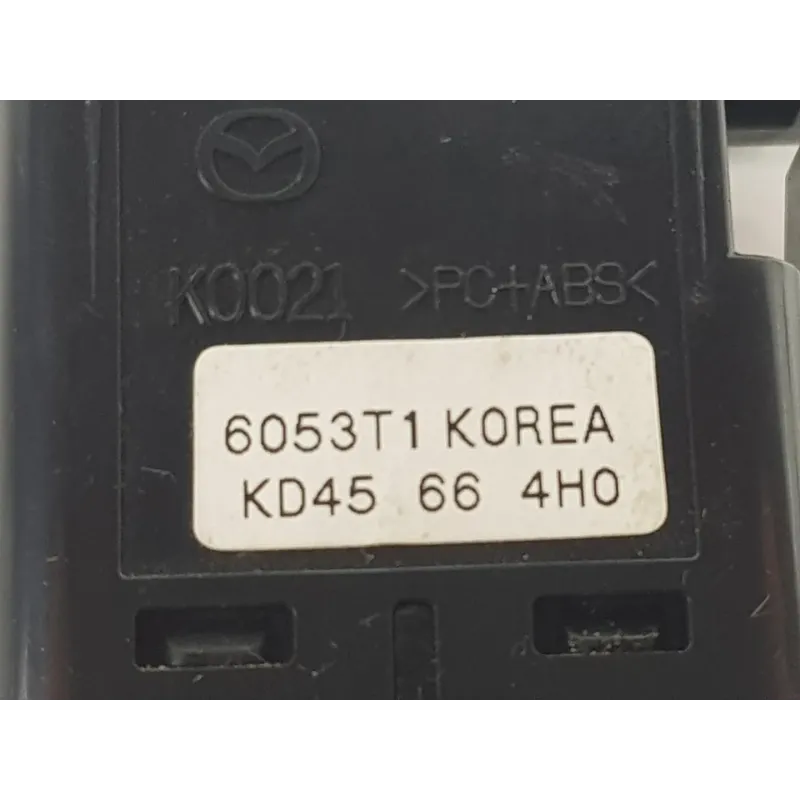 K0021 >PC+ABS<
6053T1 KOREA
KD45 66 4H0